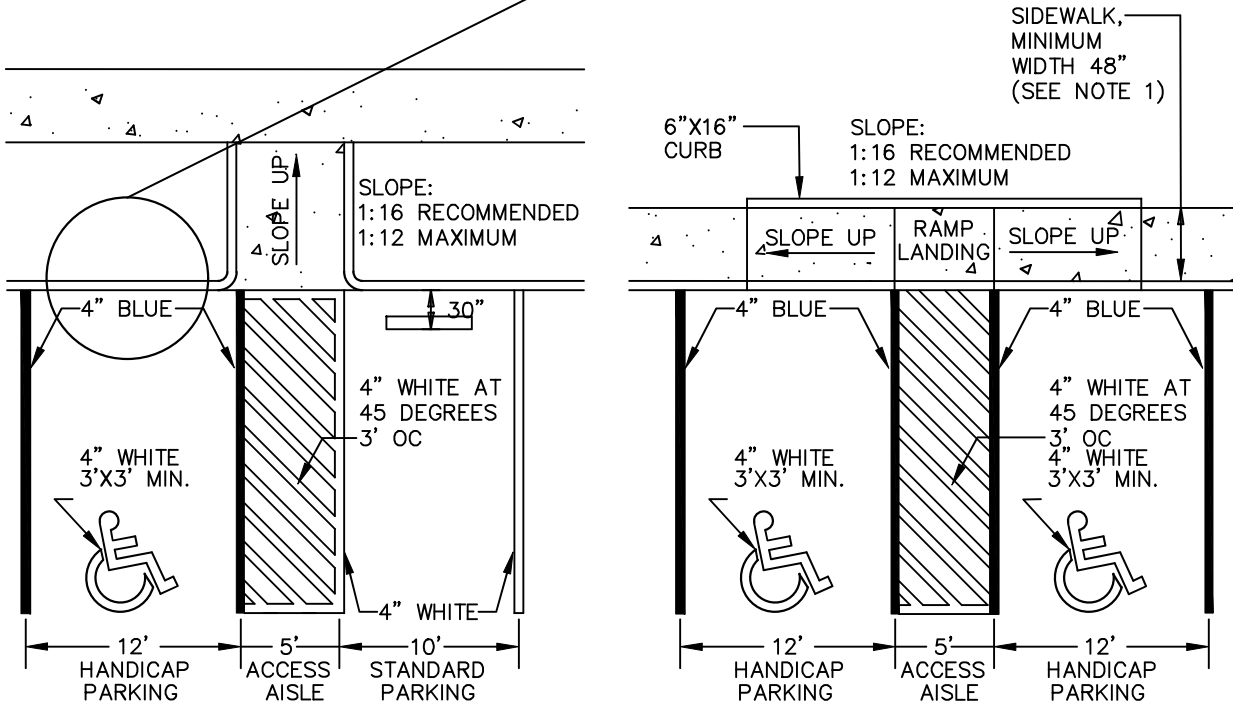 SLOPE UP
SLOPE:
1:16 RECOMMENDED
1:12 MAXIMUM
4” BLUE
30”
4” WHITE AT
45 DEGREES
3' OC
4” WHITE
3'X3' MIN.
4” WHITE
12'
HANDICAP
PARKING
5'
ACCESS
AISLE
10'
STANDARD
PARKING
SIDEWALK,
MINIMUM
WIDTH 48”
(SEE NOTE 1)
6”X16”
CURB
SLOPE:
1:16 RECOMMENDED
1:12 MAXIMUM
SLOPE UP
RAMP
LANDING
SLOPE UP
4” BLUE
4” BLUE
4” WHITE AT
45 DEGREES
3' OC
4” WHITE
3'X3' MIN.
4” WHITE
3'X3' MIN.
12'
HANDICAP
PARKING
5'
ACCESS
AISLE
12'
HANDICAP
PARKING